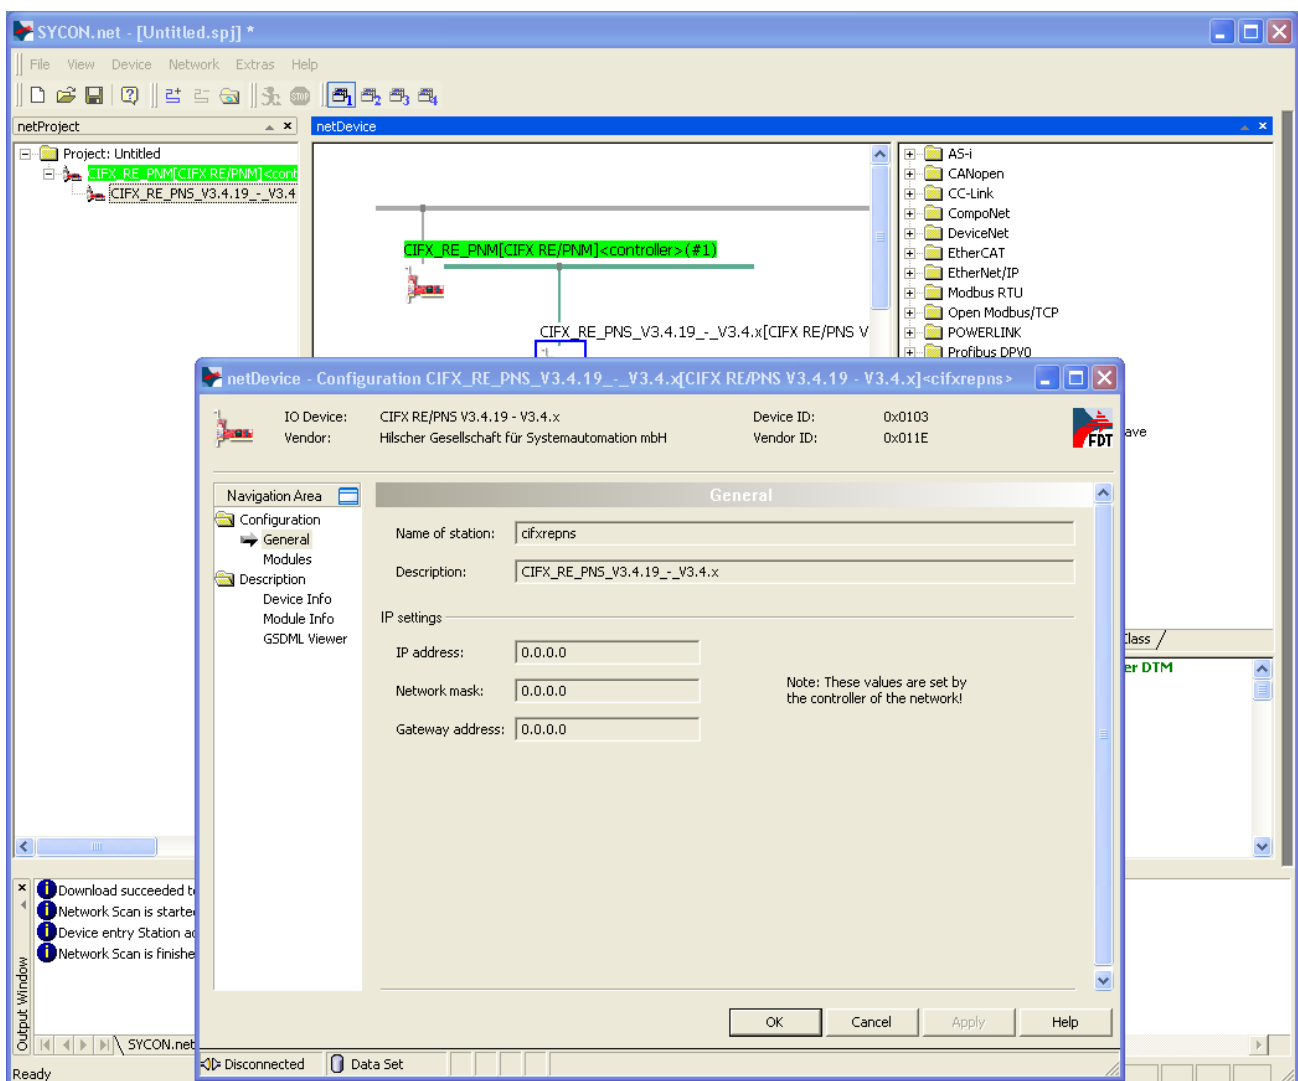 SYCON.net - [Untitled.spj] *
File View Device Network Extras Help
netProject
netDevice
Project: Untitled
CIFX_RE_PNM[CIFX RE/PNM]<cont
CIFX_RE_PNS_V3.4.19_-_V3.4
CIFX_RE_PNM[CIFX RE/PNM]<controller>(#1)
CIFX_RE_PNS_V3.4.19_-_V3.4.x[CIFX RE/PNS V
AS-i
CANopen
CC-Link
CompoNet
DeviceNet
EtherCAT
EtherNet/IP
Modbus RTU
Open Modbus/TCP
POWERLINK
Profibus DPV0
ave
Class
er DTM
netDevice - Configuration CIFX_RE_PNS_V3.4.19_-_V3.4.x[CIFX RE/PNS V3.4.19 - V3.4.x]<cifxrepns>
IO Device: CIFX RE/PNS V3.4.19 - V3.4.x Device ID: 0x0103
Vendor: Hilscher Gesellschaft für Systemautomation mbH Vendor ID: 0x011E
FDT
Navigation Area
Configuration
General
Modules
Description
Device Info
Module Info
GSDML Viewer
General
Name of station: cifxrepns
Description: CIFX_RE_PNS_V3.4.19_-_V3.4.x
IP settings
IP address: 0.0.0.0
Network mask: 0.0.0.0
Gateway address: 0.0.0.0
Note: These values are set by
the controller of the network!
OK Cancel Apply Help
Disconnected Data Set
Download succeeded t
Network Scan is starte
Device entry Station a
Network Scan is finishe
Output Window
SYCON.net
Ready